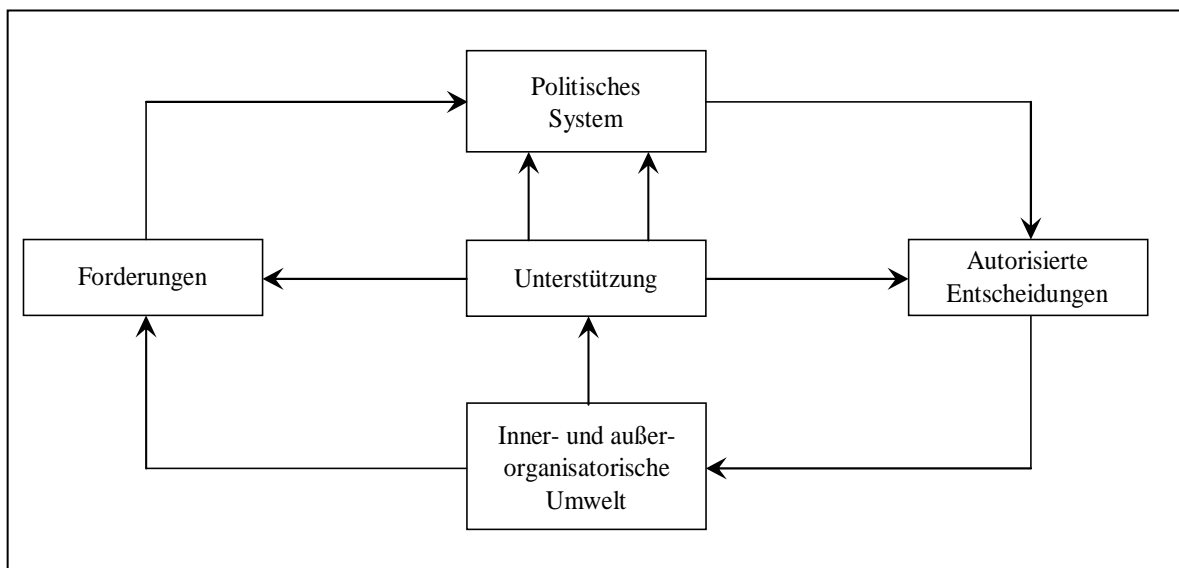 Politisches
System
Forderungen
Unterstützung
Autorisierte
Entscheidungen
Inner- und außer-
organisatorische
Umwelt